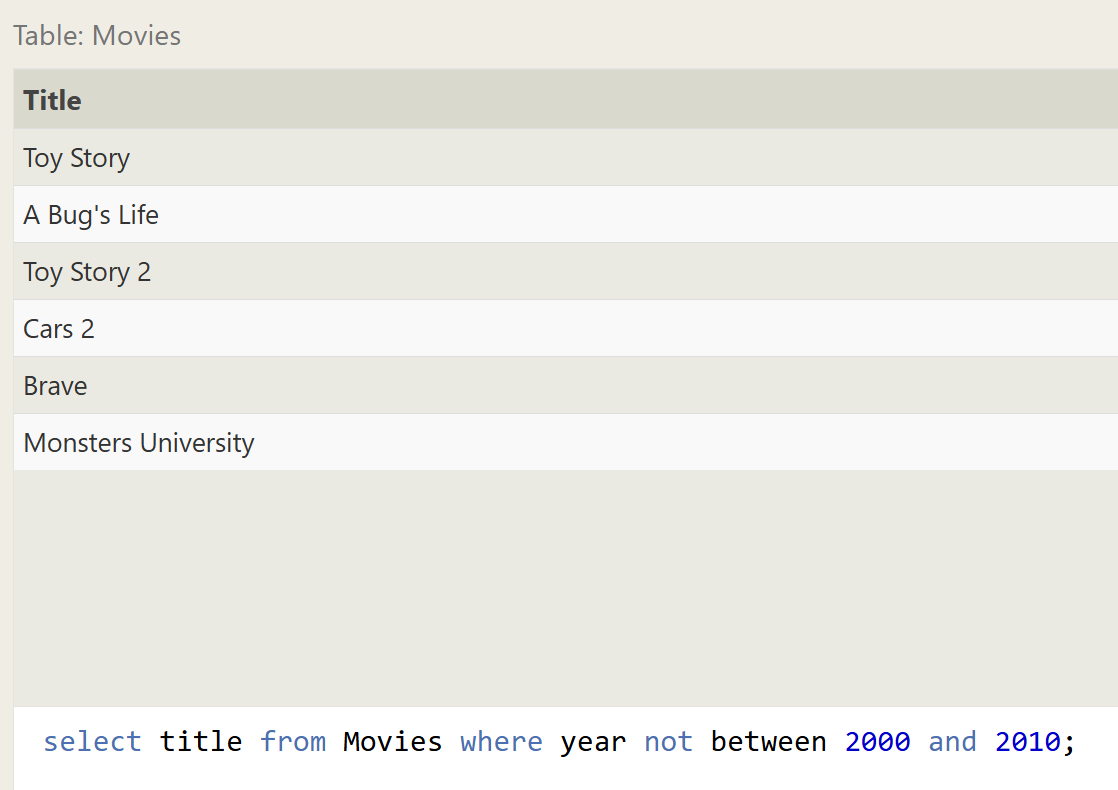 Table: Movies
Title
Toy Story
A Bug's Life
Toy Story 2
Cars 2
Brave
Monsters University
select title from Movies where year not between 2000 and 2010;